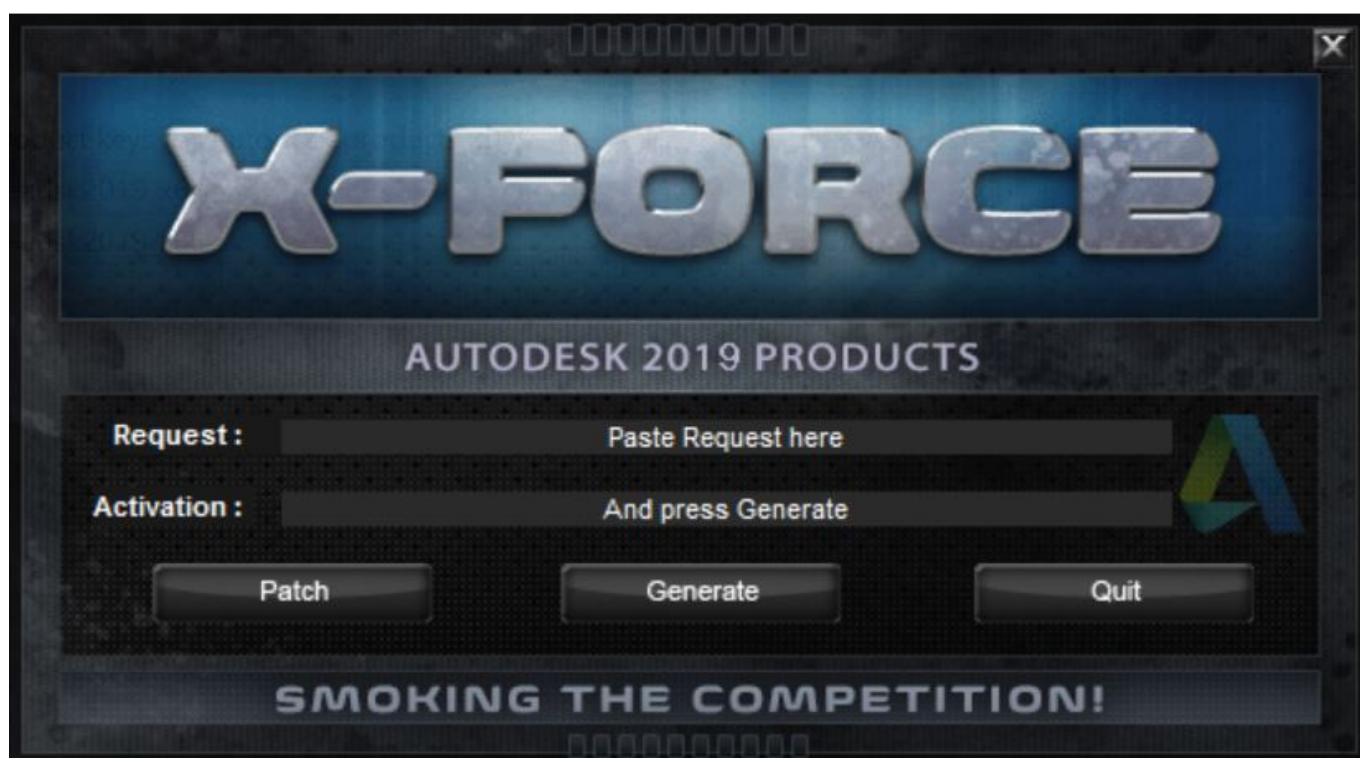 X
X-FORCE
AUTODESK 2019 PRODUCTS
Request :
Paste Request here
Activation :
And press Generate
Patch
Generate
Quit
SMOKING THE COMPETITION!